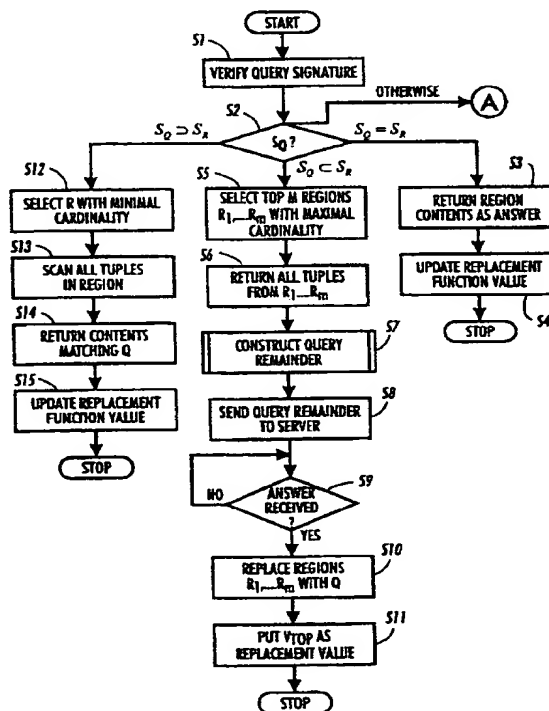 START
S1
VERIFY QUERY SIGNATURE
OTHERWISE
A
S2
S_Q ?
S_Q ⊃ S_R
S_Q = S_R
S_Q ⊂ S_R
S12
SELECT R WITH MINIMAL
CARDINALITY
S13
SCAN ALL TUPLES
IN REGION
S14
RETURN CONTENTS
MATCHING Q
S15
UPDATE REPLACEMENT
FUNCTION VALUE
STOP
S5
SELECT TOP M REGIONS
R1,...Rm WITH MAXIMAL
CARDINALITY
S6
RETURN ALL TUPLES
FROM R1...Rm
S7
CONSTRUCT QUERY
REMAINDER
S8
SEND QUERY REMAINDER
TO SERVER
S9
ANSWER
RECEIVED
?
NO
YES
S10
REPLACE REGIONS
R1,...Rm WITH Q
S11
PUT VTOP AS
REPLACEMENT VALUE
STOP
S3
RETURN REGION
CONTENTS AS ANSWER
UPDATE REPLACEMENT
FUNCTION VALUE
S4
STOP